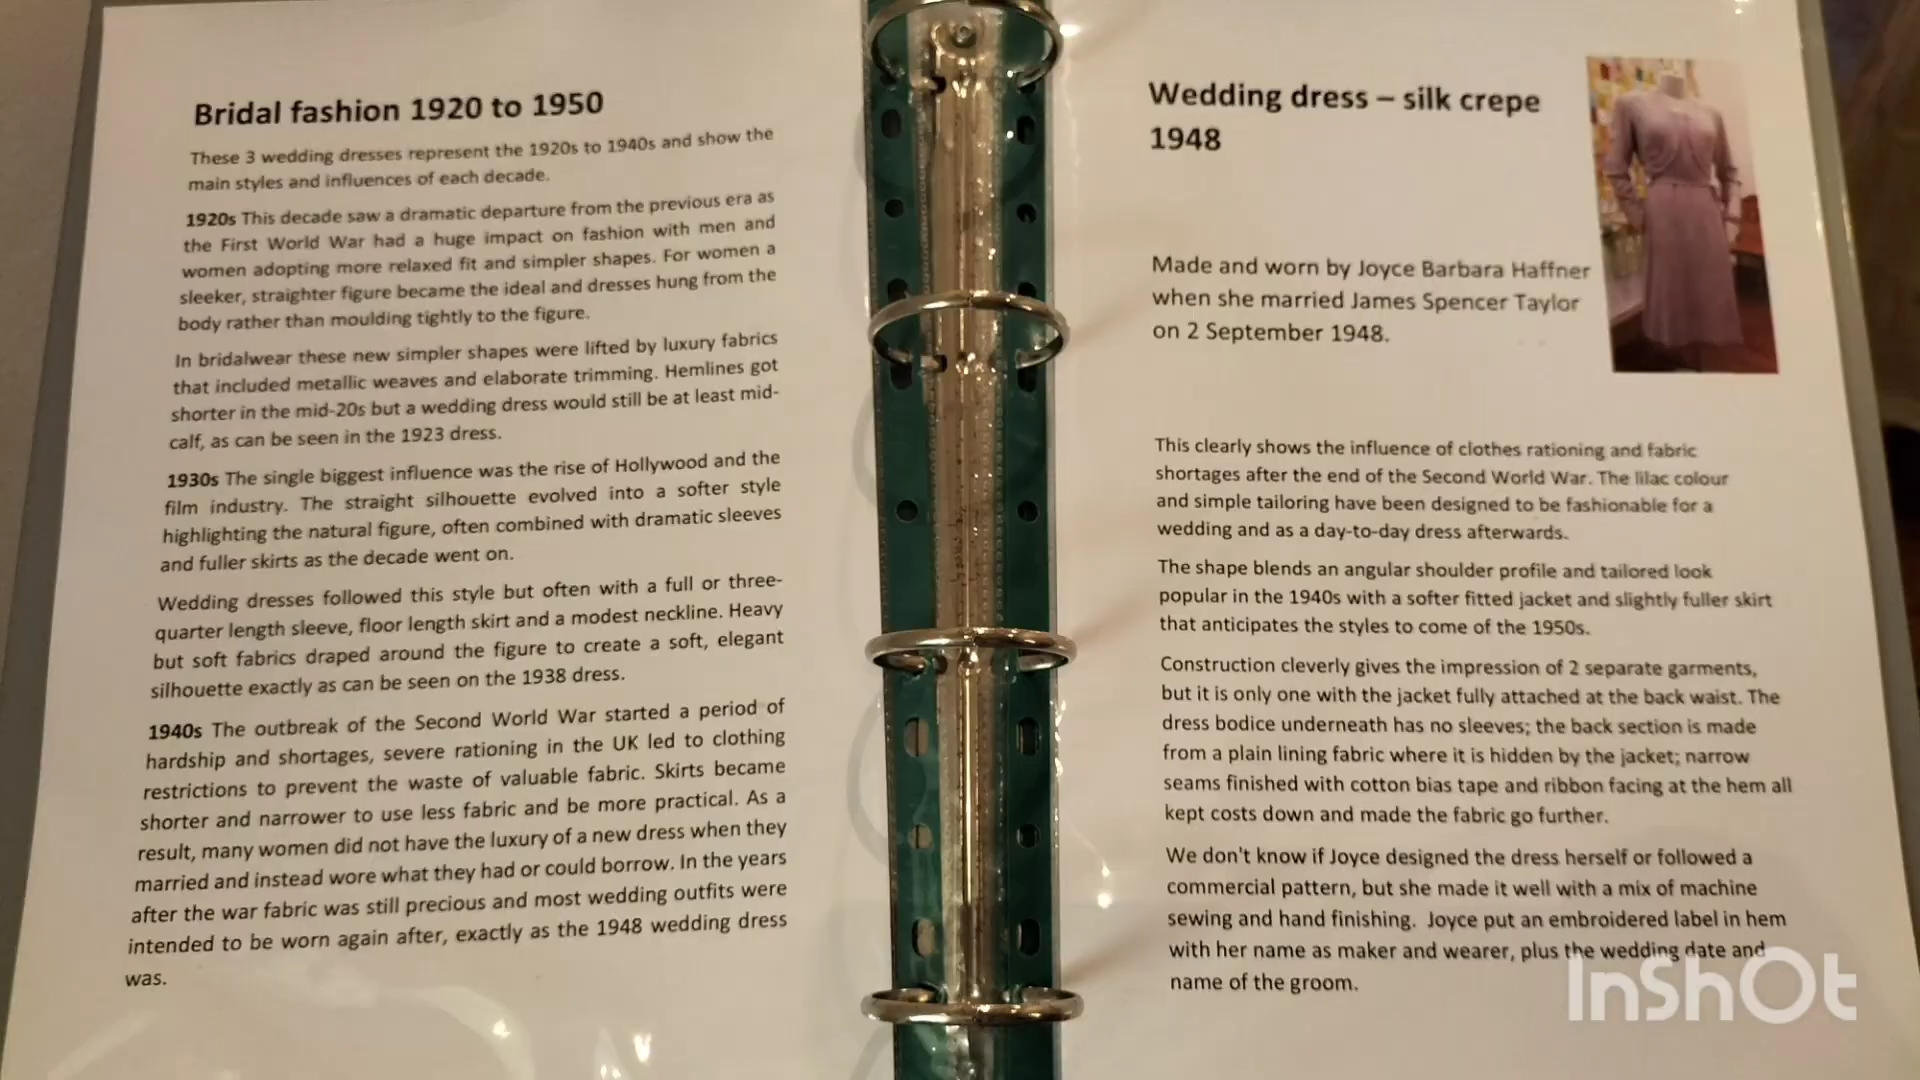 Bridal fashion 1920 to 1950
These 3 wedding dresses represent the 1920s to 1940s and show the
main styles and influences of each decade.
1920s This decade saw a dramatic departure from the previous era as
the First World War had a huge impact on fashion with men and
women adopting more relaxed fit and simpler shapes. For women a
sleeker, straighter figure became the ideal and dresses hung from the
body rather than moulding tightly to the figure.
In bridalwear these new simpler shapes were lifted by luxury fabrics
that included metallic weaves and elaborate trimming. Hemlines got
shorter in the mid-20s but a wedding dress would still be at least mid-
calf, as can be seen in the 1923 dress.
1930s The single biggest influence was the rise of Hollywood and the
film industry. The straight silhouette evolved into a softer style
highlighting the natural figure, often combined with dramatic sleeves
and fuller skirts as the decade went on.
Wedding dresses followed this style but often with a full or three-
quarter length sleeve, floor length skirt and a modest neckline. Heavy
but soft fabrics draped around the figure to create a soft, elegant
silhouette exactly as can be seen on the 1938 dress.
1940s The outbreak of the Second World War started a period of
hardship and shortages, severe rationing in the UK led to clothing
restrictions to prevent the waste of valuable fabric. Skirts became
shorter and narrower to use less fabric and be more practical. As a
result, many women did not have the luxury of a new dress when they
married and instead wore what they had or could borrow. In the years
after the war fabric was still precious and most wedding outfits were
intended to be worn again after, exactly as the 1948 wedding dress
was.
Wedding dress – silk crepe
1948
Made and worn by Joyce Barbara Haffner
when she married James Spencer Taylor
on 2 September 1948.
This clearly shows the influence of clothes rationing and fabric
shortages after the end of the Second World War. The lilac colour
and simple tailoring have been designed to be fashionable for a
wedding and as a day-to-day dress afterwards.
The shape blends an angular shoulder profile and tailored look
popular in the 1940s with a softer fitted jacket and slightly fuller skirt
that anticipates the styles to come of the 1950s.
Construction cleverly gives the impression of 2 separate garments,
but it is only one with the jacket fully attached at the back waist. The
dress bodice underneath has no sleeves; the back section is made
from a plain lining fabric where it is hidden by the jacket; narrow
seams finished with cotton bias tape and ribbon facing at the hem all
kept costs down and made the fabric go further.
We don't know if Joyce designed the dress herself or followed a
commercial pattern, but she made it well with a mix of machine
sewing and hand finishing. Joyce put an embroidered label in hem
with her name as maker and wearer, plus the wedding date and
name of the groom.
InShOt